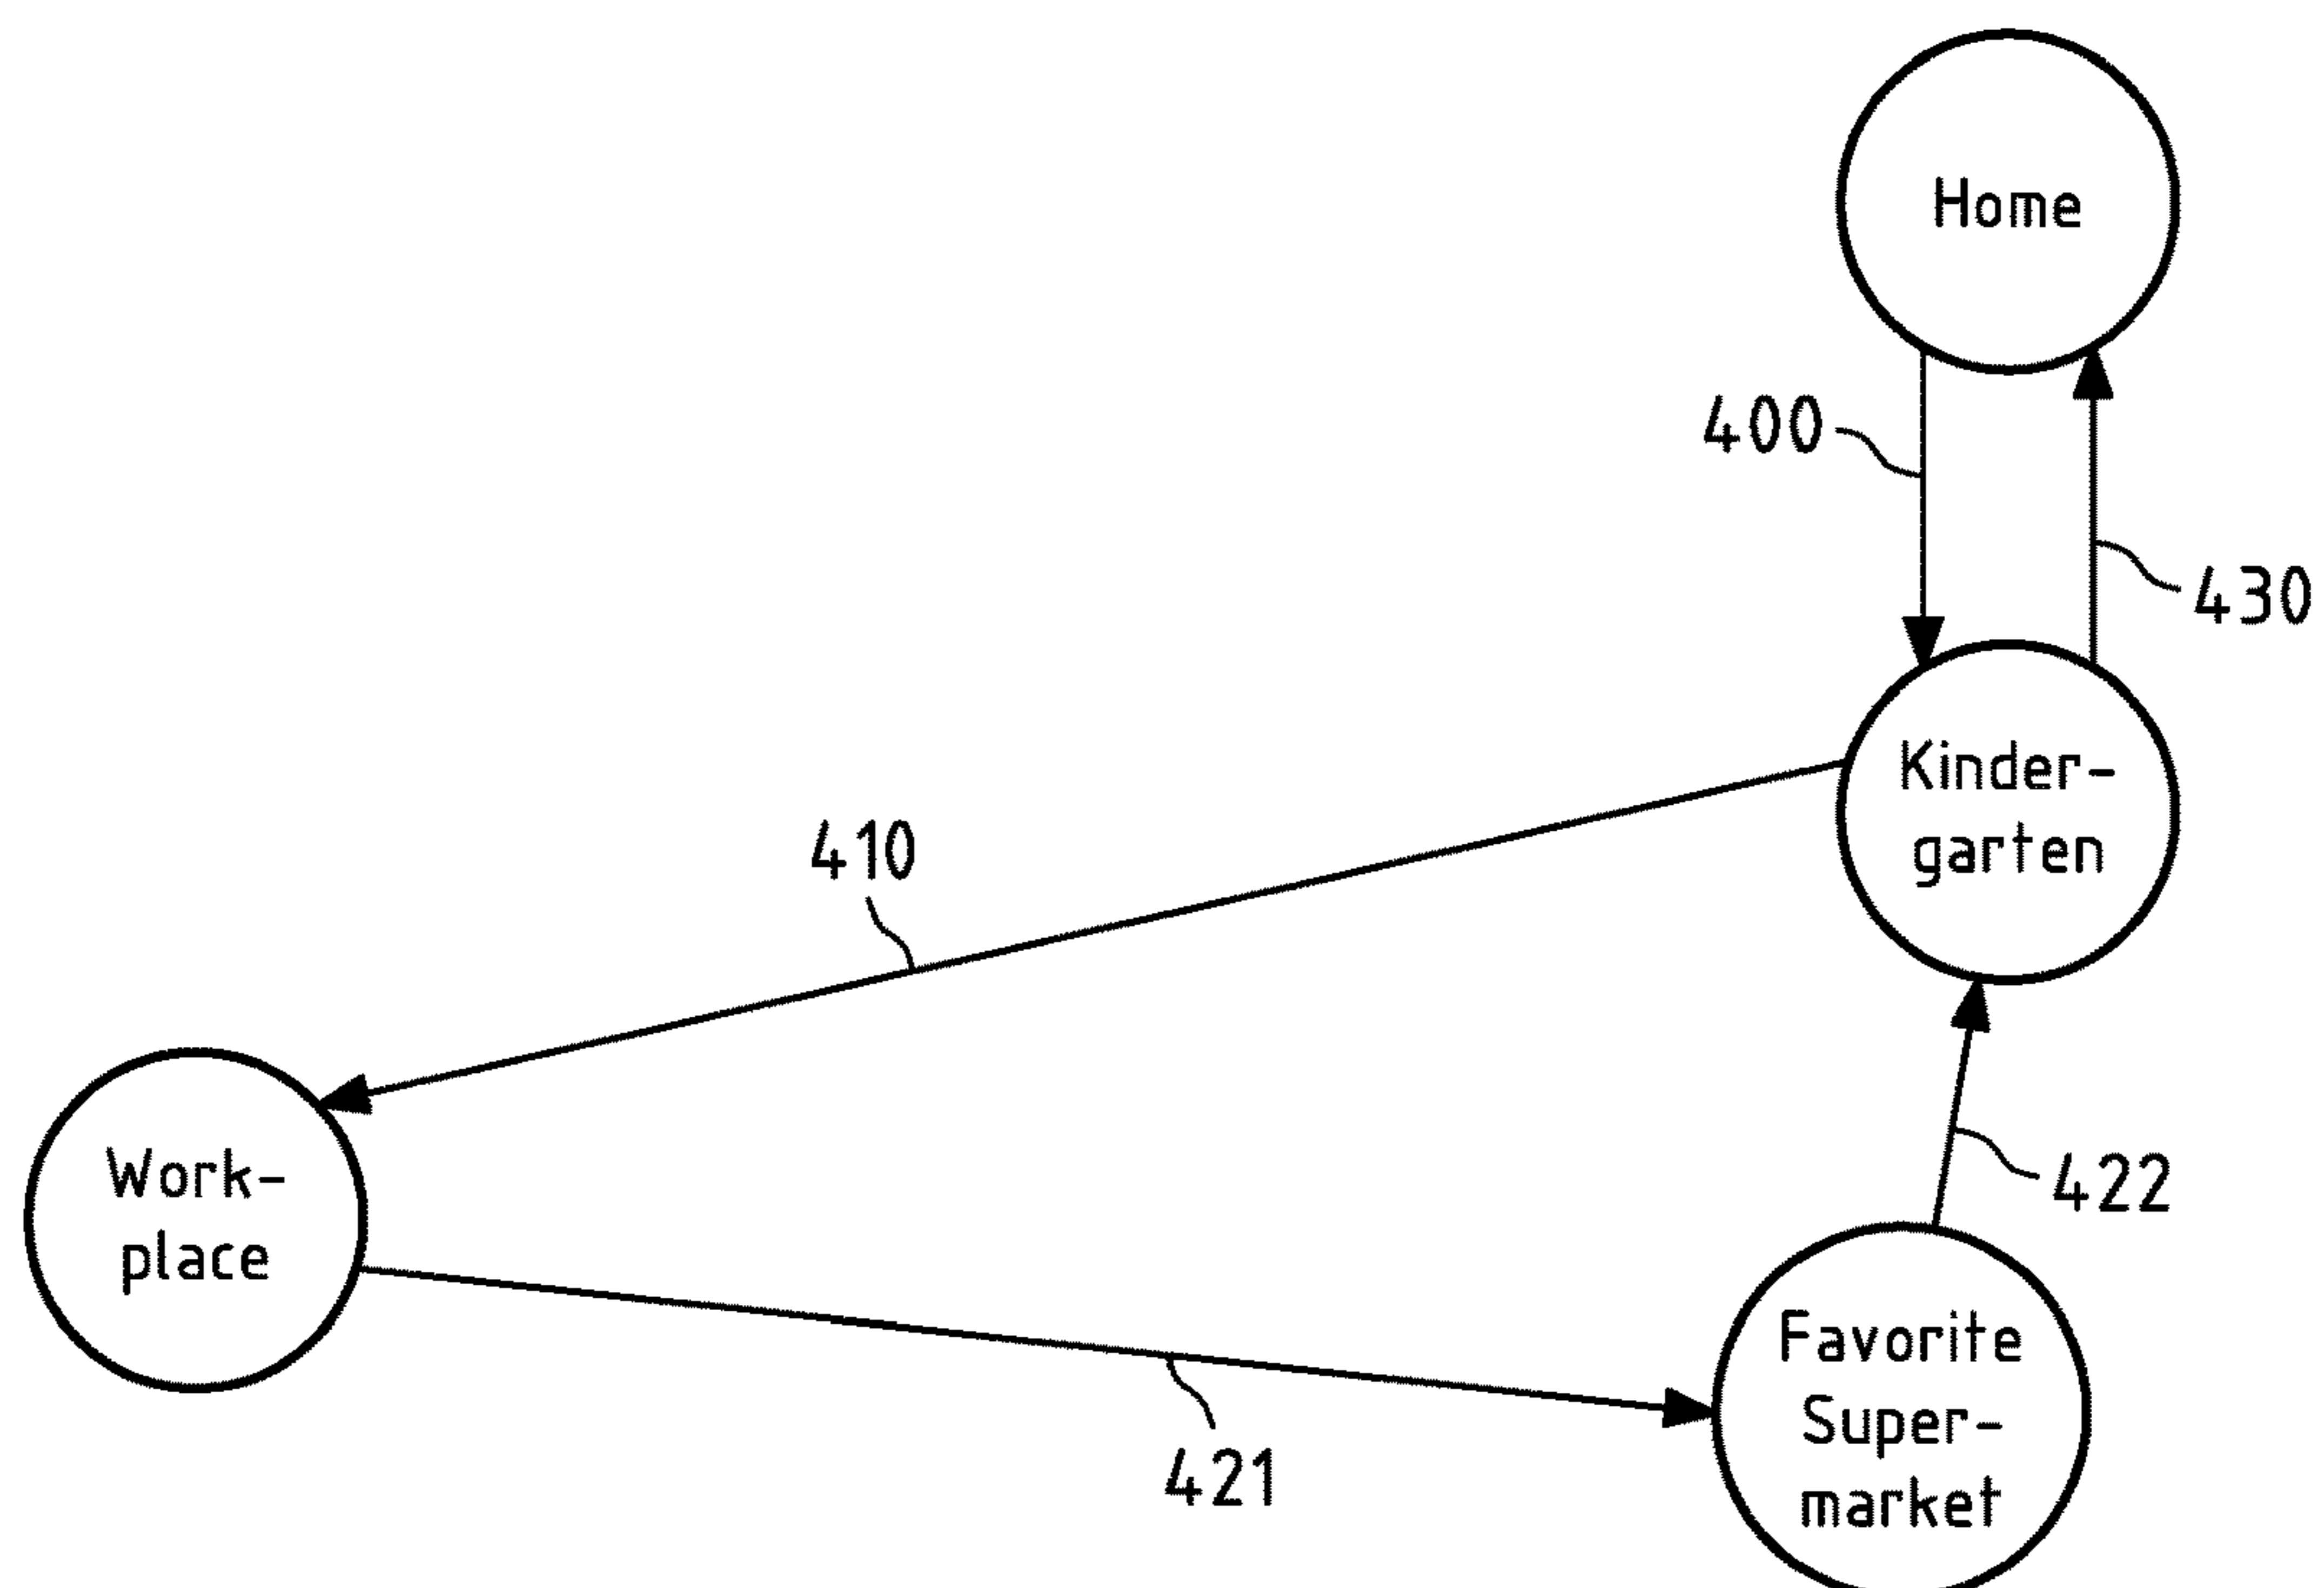 Home
400
430
Kinder-
garten
410
Work-
place
422
Favorite
Super-
market
421